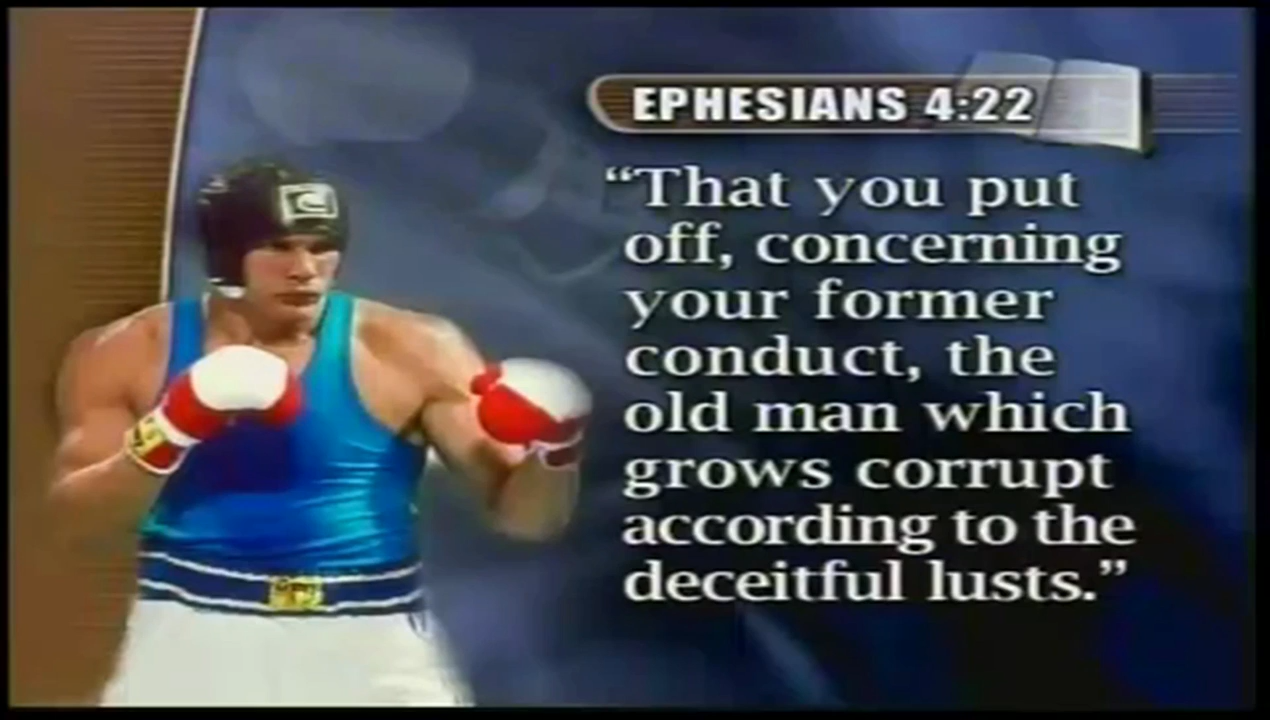 EPHESIANS 4:22
“That you put
off, concerning
your former
conduct, the
old man which
grows corrupt
according to the
deceitful lusts.”